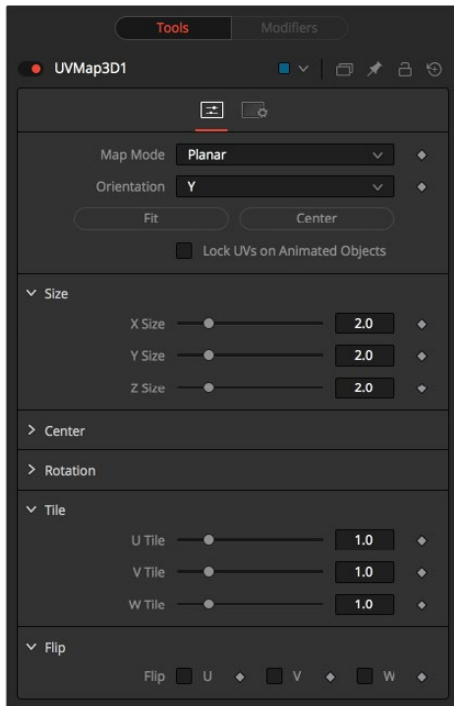 Tools Modifiers
UVMap3D1
Map Mode Planar
Orientation Y
Fit Center
Lock UVs on Animated Objects
Size
X Size 2.0
Y Size 2.0
Z Size 2.0
Center
Rotation
Tile
U Tile 1.0
V Tile 1.0
W Tile 1.0
Flip
Flip U V W